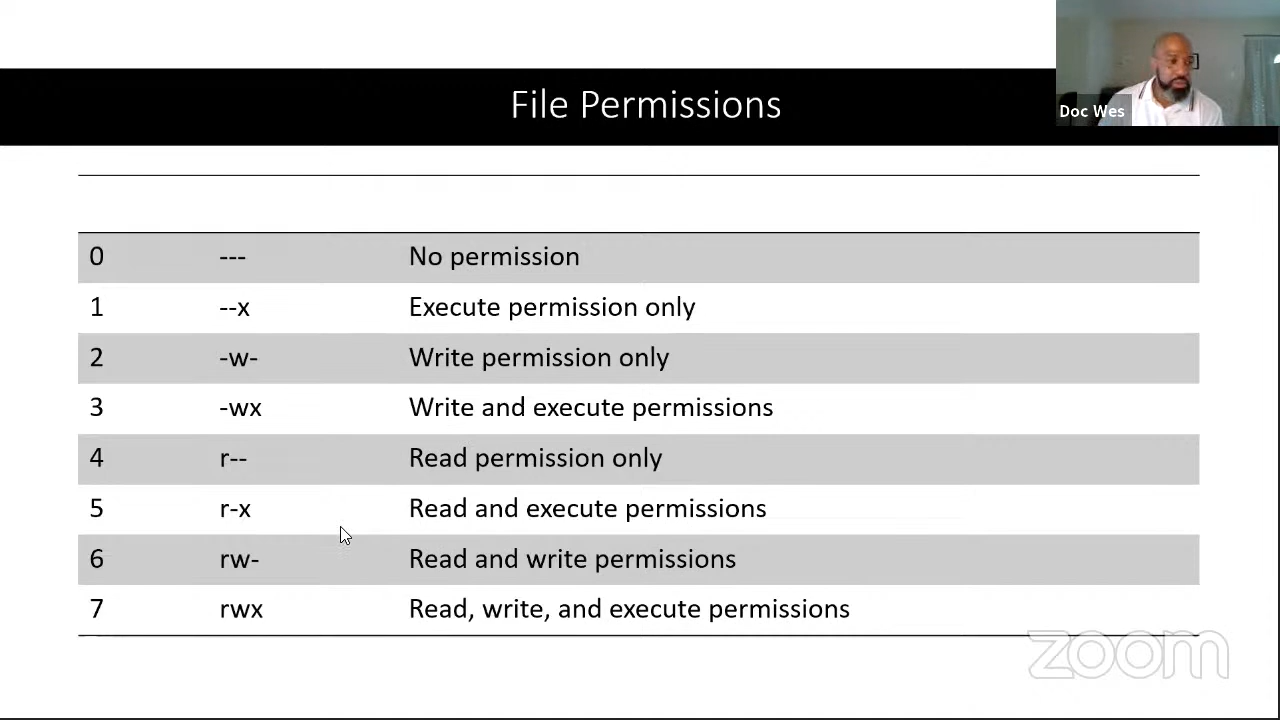 File Permissions
Doc Wes
0 --- No permission
1 --x Execute permission only
2 -w- Write permission only
3 -wx Write and execute permissions
4 r-- Read permission only
5 r-x Read and execute permissions
6 rw- Read and write permissions
7 rwx Read, write, and execute permissions
zoom